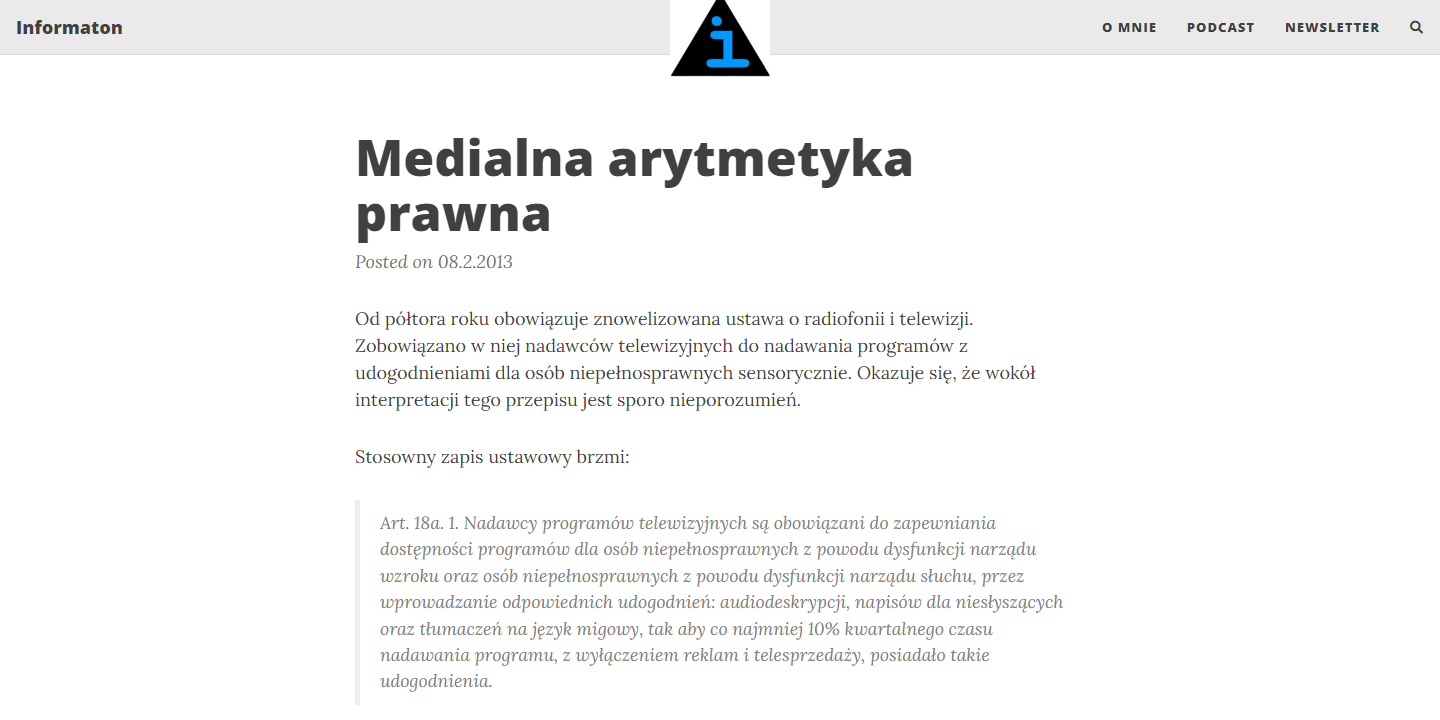 Informaton
i
O MNIE
PODCAST
NEWSLETTER
Medialna arytmetyka
prawna
Posted on 08.2.2013
Od półtora roku obowiązuje znowelizowana ustawa o radiofonii i telewizji.
Zobowiązano w niej nadawców telewizyjnych do nadawania programów z
udogodnieniami dla osób niepełnosprawnych sensorycznie. Okazuje się, że wokół
interpretacji tego przepisu jest sporo nieporozumień.
Stosowny zapis ustawowy brzmi:
Art. 18a. 1. Nadawcy programów telewizyjnych są obowiązani do zapewniania
dostępności programów dla osób niepełnosprawnych z powodu dysfunkcji narządu
wzroku oraz osób niepełnosprawnych z powodu dysfunkcji narządu słuchu, przez
wprowadzanie odpowiednich udogodnień: audiodeskrypcji, napisów dla niesłyszących
oraz tłumaczeń na język migowy, tak aby co najmniej 10% kwartalnego czasu
nadawania programu, z wyłączeniem reklam i telesprzedaży, posiadało takie
udogodnienia.